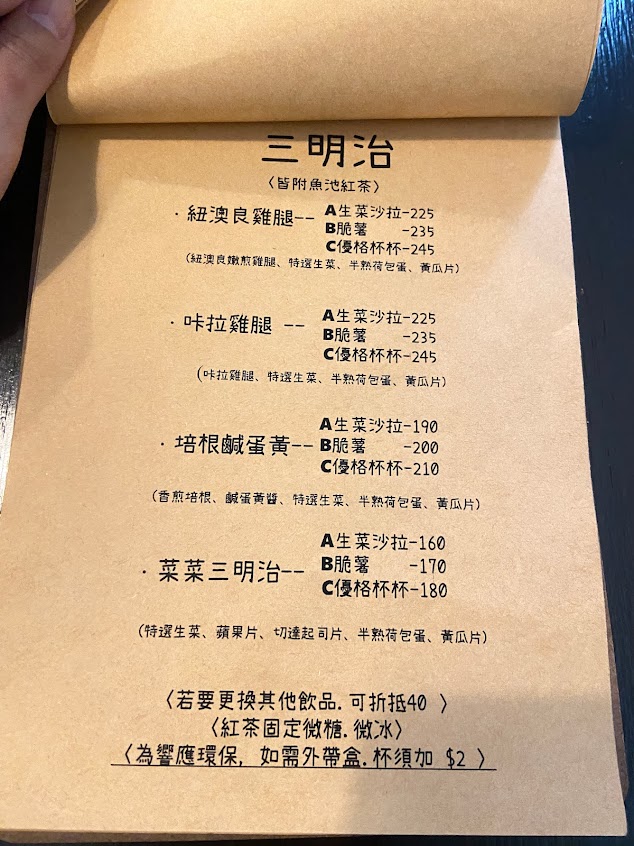 三明治
〈皆附魚池紅茶〉
·紐澳良雞腿-- A生菜沙拉-225
B脆薯 -235
C優格杯杯-245
(紐澳良嫩煎雞腿、特選生菜、半熟荷包蛋、黃瓜片)
·咔拉雞腿 -- A生菜沙拉-225
B脆薯 -235
C優格杯杯-245
(咔拉雞腿、特選生菜、半熟荷包蛋、黃瓜片)
·培根鹹蛋黃-- A生菜沙拉-190
B脆薯 -200
C優格杯杯-210
(香煎培根、鹹蛋黃醬、特選生菜、半熟荷包蛋、黃瓜片)
·菜菜三明治-- A生菜沙拉-160
B脆薯 -170
C優格杯杯-180
(特選生菜、蘋果片、切達起司片、半熟荷包蛋、黃瓜片)
〈若要更換其他飲品.可折抵40 〉
〈紅茶固定微糖.微冰〉
〈為響應環保, 如需外帶盒.杯須加 $2 〉